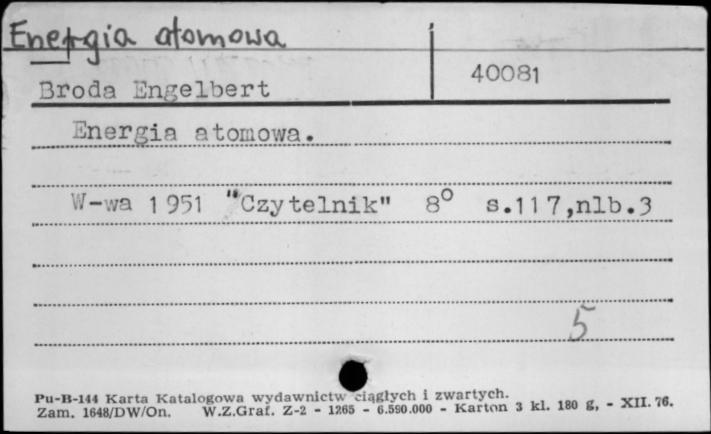 Energia atomowa
40081
Broda Engelbert
Energia atomowa.
W-wa 1951 "Czytelnik" 8° s.117,nlb.3
5
Pu-B-144 Karta Katalogowa wydawnictw ciągłych i zwartych.
Zam. 1648/DW/On. W.Z.Graf. Z-2 - 1265 - 6.590.000 - Karton 3 kl. 180 g, - XII. 76.